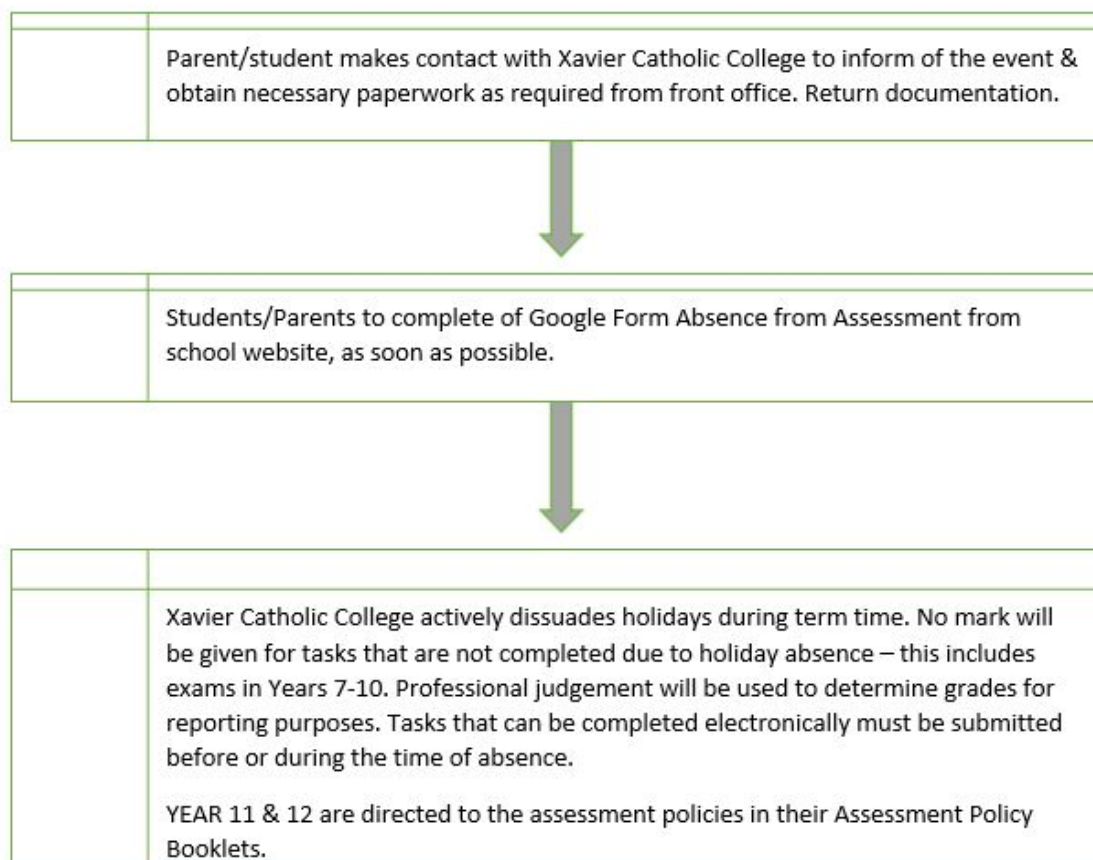 Parent/student makes contact with Xavier Catholic College to inform of the event &
obtain necessary paperwork as required from front office. Return documentation.
Students/Parents to complete of Google Form Absence from Assessment from
school website, as soon as possible.
Xavier Catholic College actively dissuades holidays during term time. No mark will
be given for tasks that are not completed due to holiday absence – this includes
exams in Years 7-10. Professional judgement will be used to determine grades for
reporting purposes. Tasks that can be completed electronically must be submitted
before or during the time of absence.
YEAR 11 & 12 are directed to the assessment policies in their Assessment Policy
Booklets.